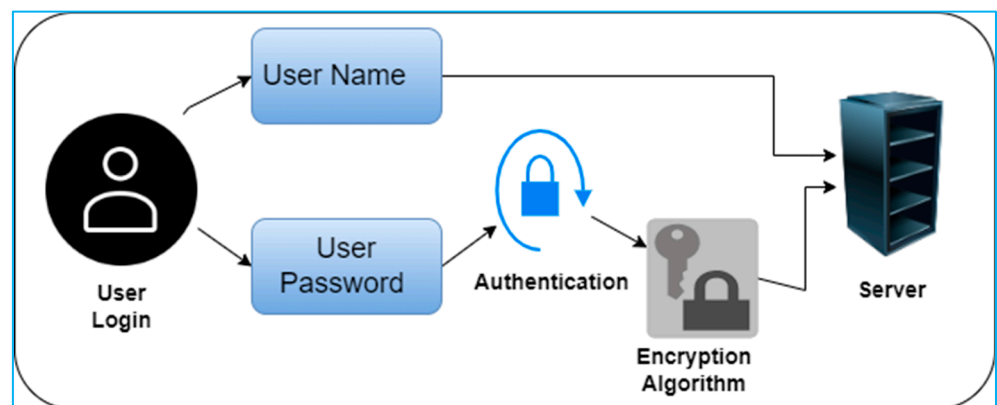 User Name
User
Password
User
Login
Authentication
Encryption
Algorithm
Server